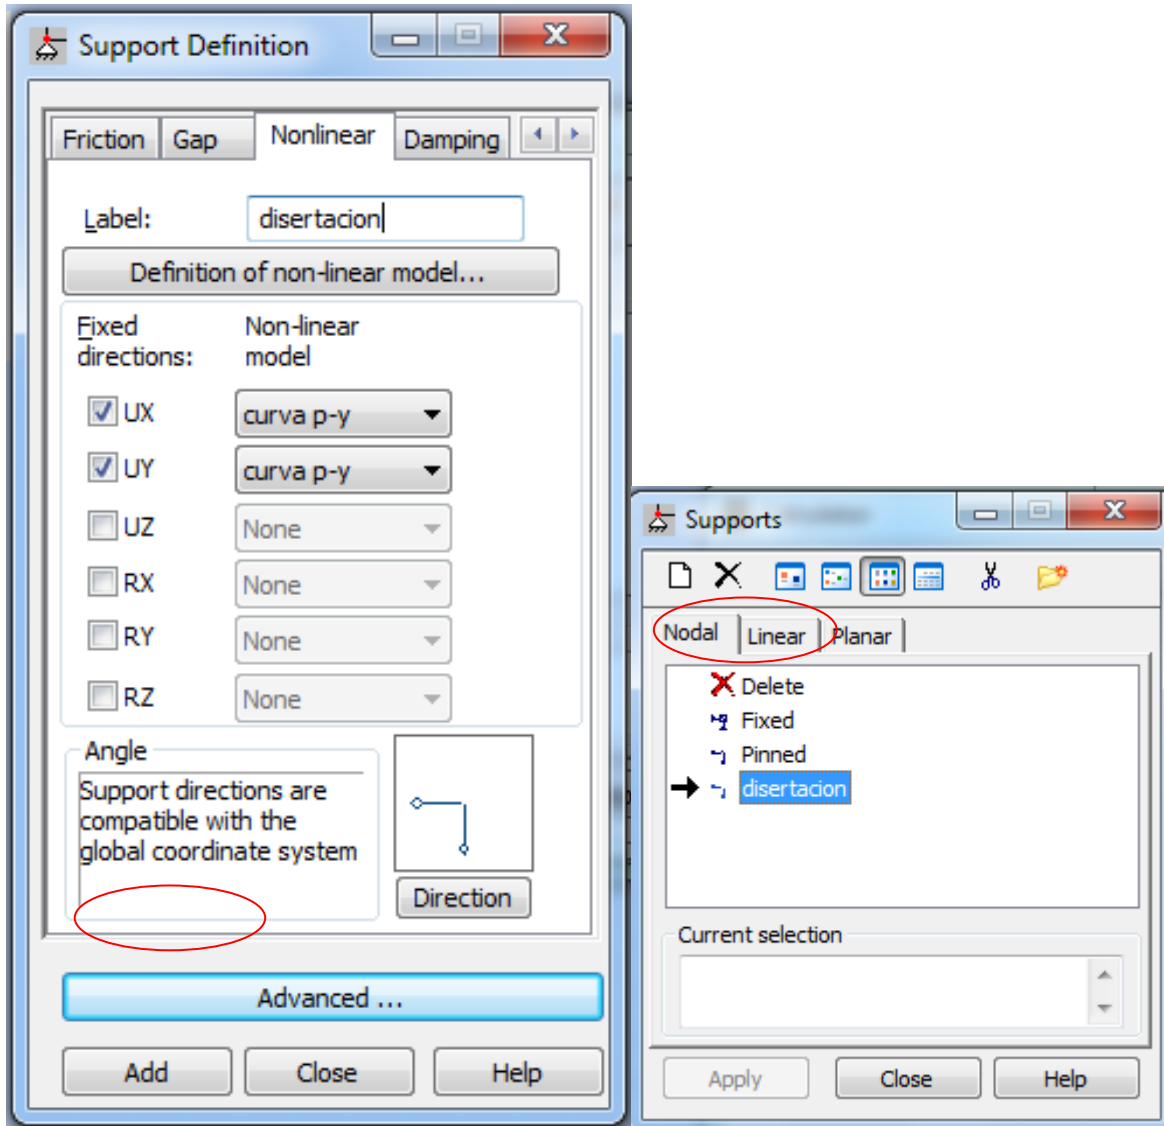 Support Definition
Friction
Gap
Nonlinear
Damping
Label:
disertacion
Definition of non-linear model...
Fixed
directions:
Non-linear
model
UX
curva p-y
UY
curva p-y
UZ
None
RX
None
RY
None
RZ
None
Angle
Support directions are
compatible with the
global coordinate system
Direction
Advanced ...
Add
Close
Help
Supports
Nodal
Linear
Planar
Delete
Fixed
Pinned
disertacion
Current selection
Apply
Close
Help